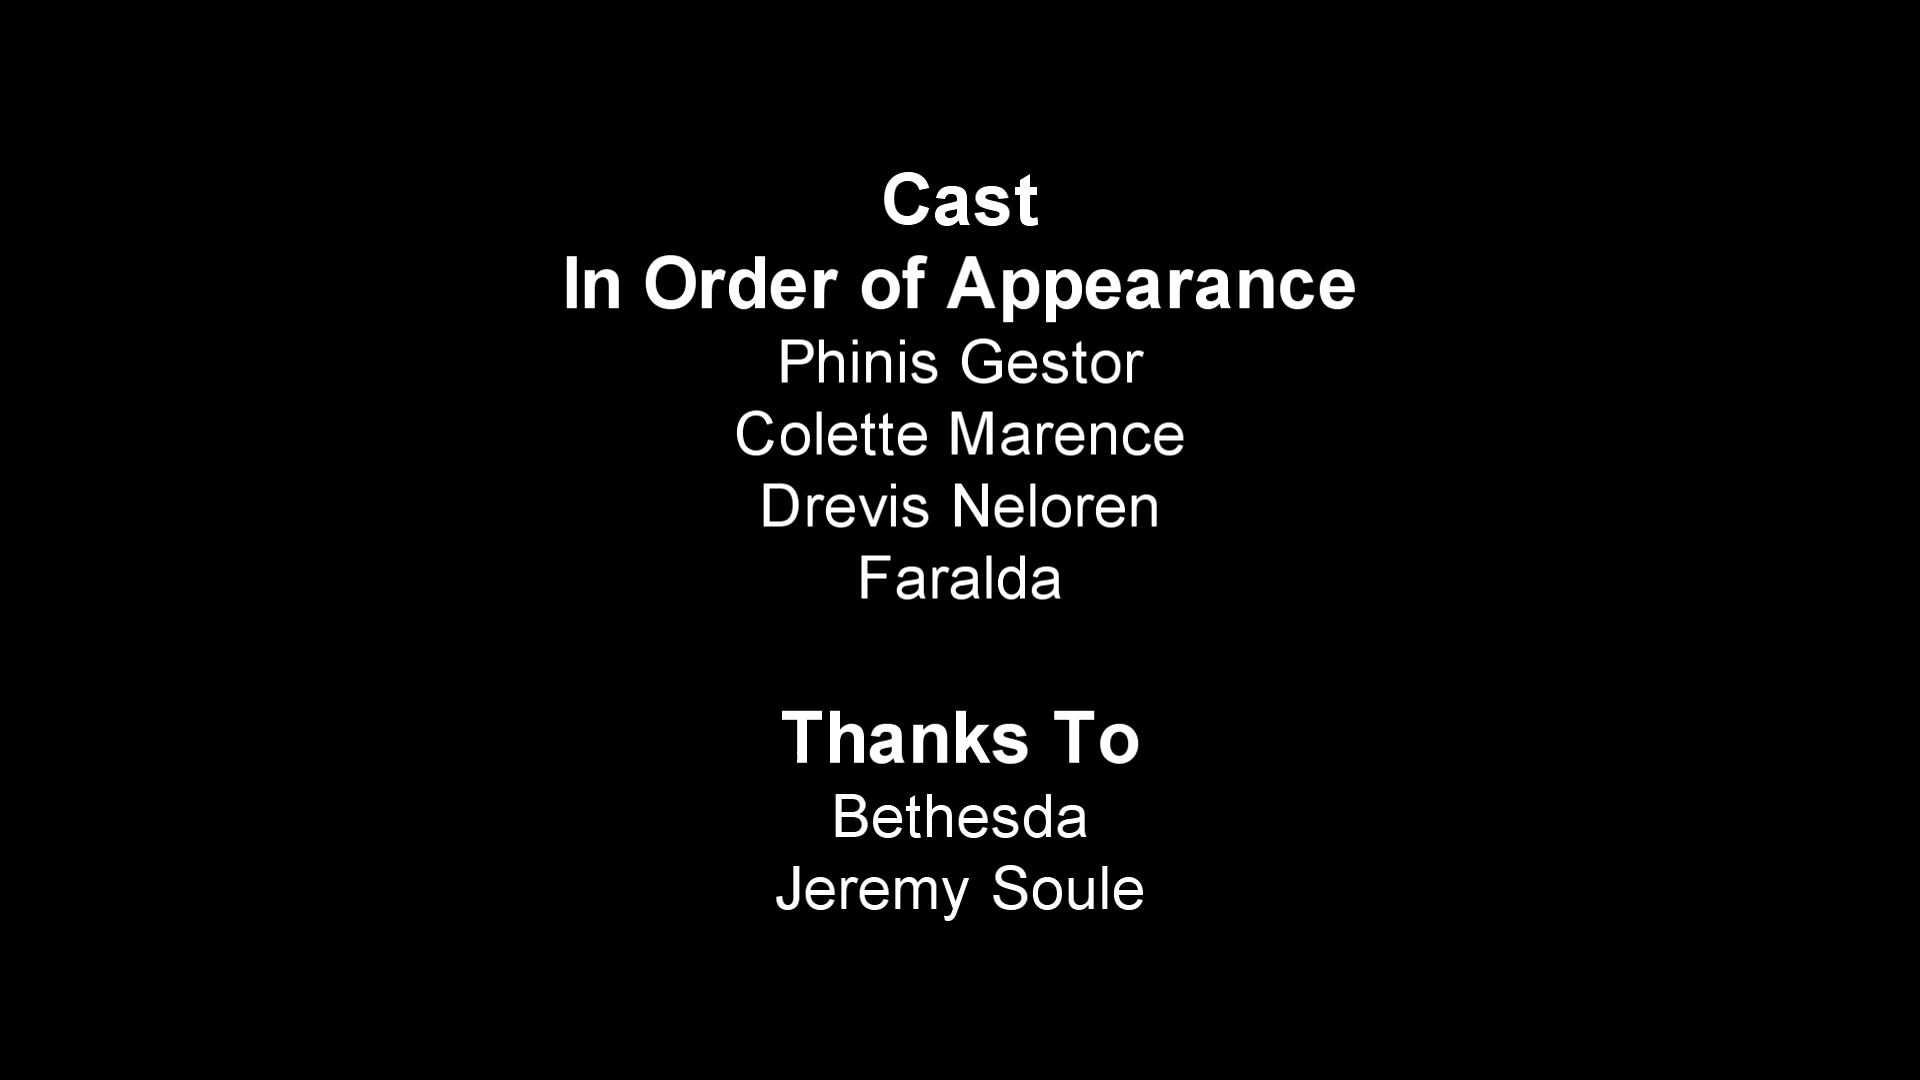 Cast
In Order of Appearance
Phinis Gestor
Colette Marence
Drevis Neloren
Faralda
Thanks To
Bethesda
Jeremy Soule